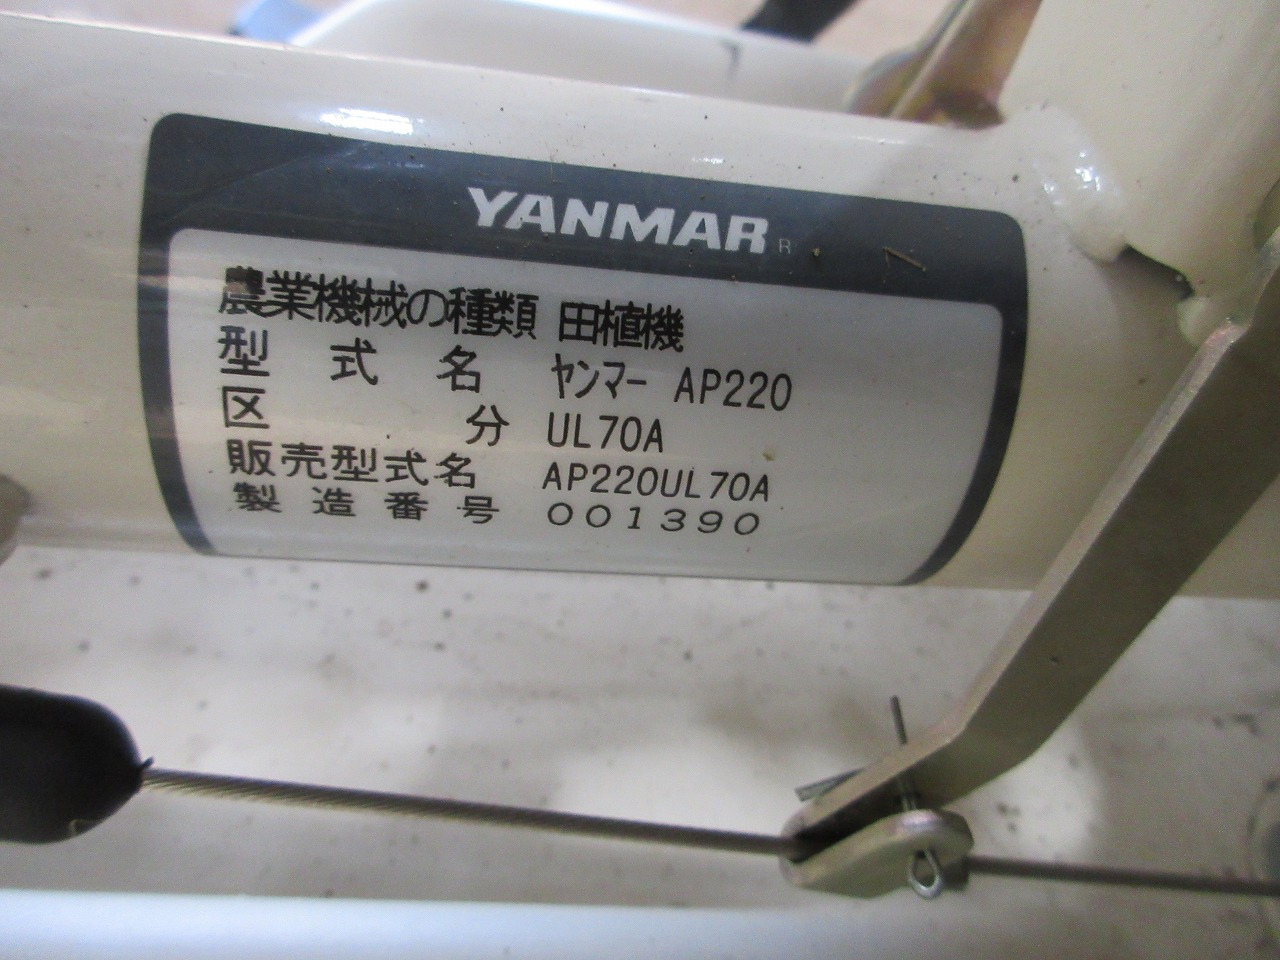 YANMAR R
農業機械の種類 田植機
型式名 ヤンマー AP220
区分 UL70A
販売型式名 AP220UL70A
製造番号 001390